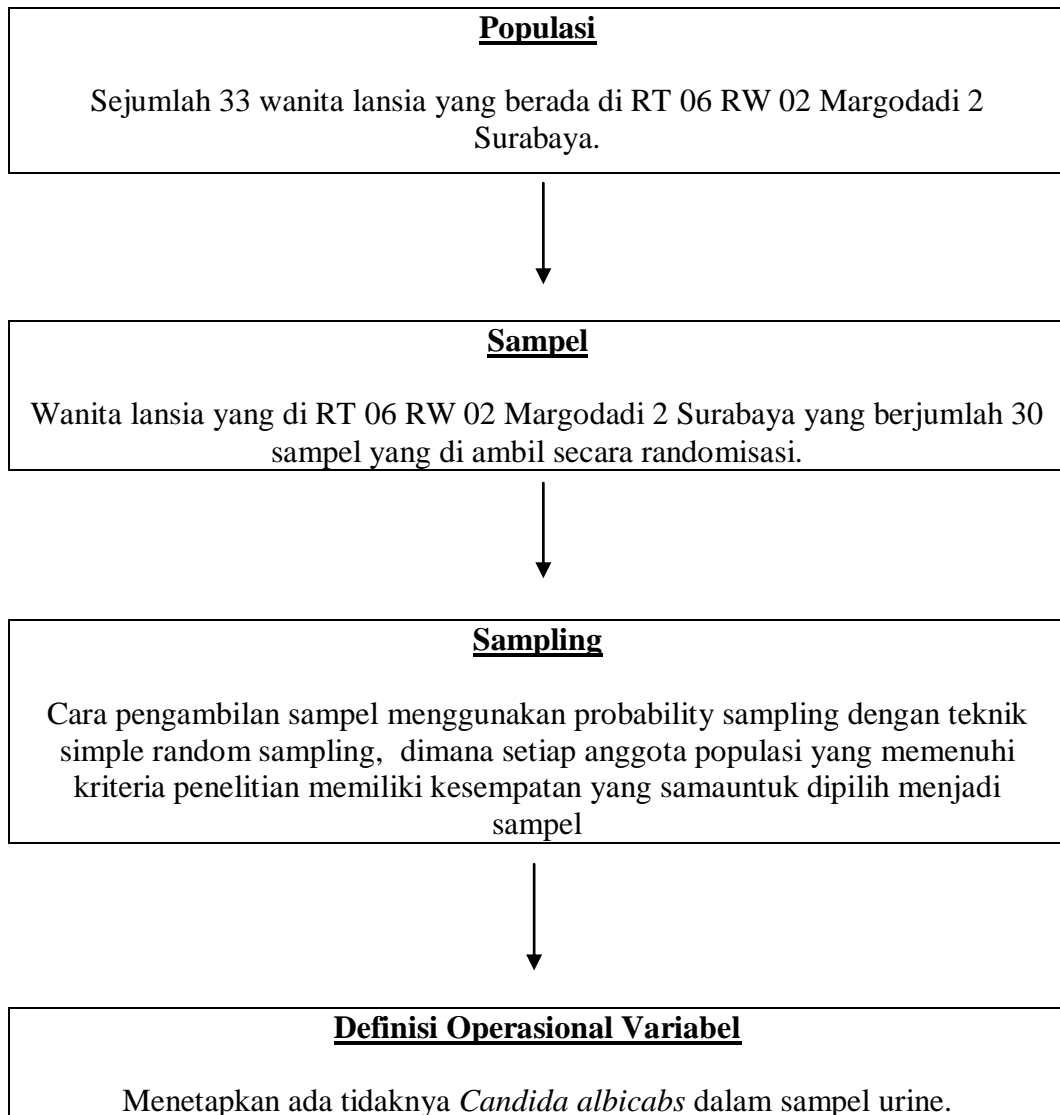 Populasi
Sejumlah 33 wanita lansia yang berada di RT 06 RW 02 Margodadi 2
Surabaya.
Sampel
Wanita lansia yang di RT 06 RW 02 Margodadi 2 Surabaya yang berjumlah 30
sampel yang di ambil secara randomisasi.
Sampling
Cara pengambilan sampel menggunakan probability sampling dengan teknik
simple random sampling, dimana setiap anggota populasi yang memenuhi
kriteria penelitian memiliki kesempatan yang samauntuk dipilih menjadi
sampel
Definisi Operasional Variabel
Menetapkan ada tidaknya Candida albicabs dalam sampel urine.